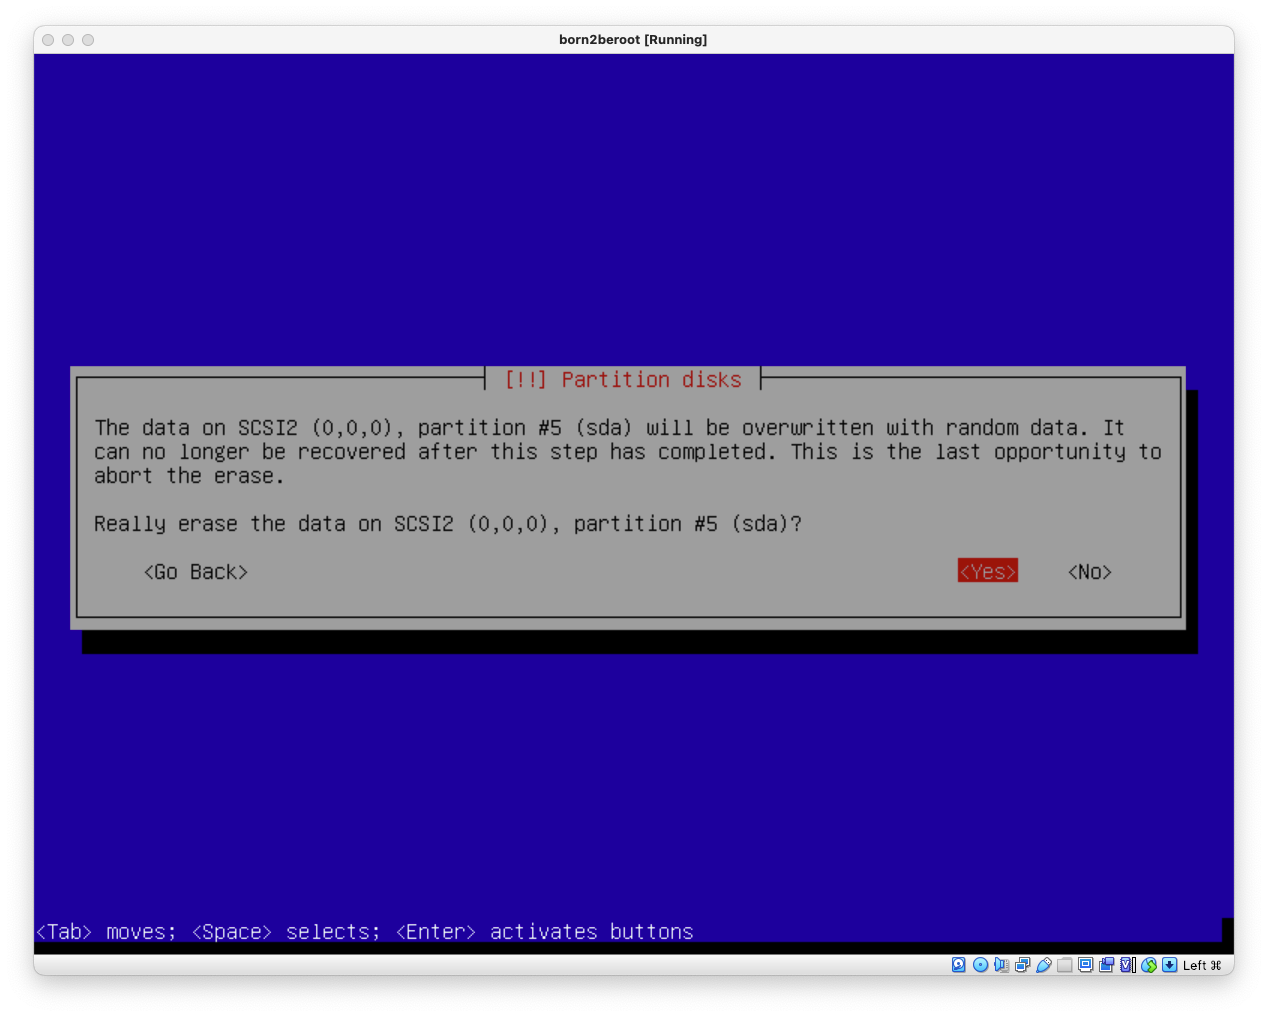 born2beroot [Running]
[!!] Partition disks
The data on SCSI2 (0,0,0), partition #5 (sda) will be overwritten with random data. It
can no longer be recovered after this step has completed. This is the last opportunity to
abort the erase.
Really erase the data on SCSI2 (0,0,0), partition #5 (sda)?
<Go Back> <Yes> <No>
<Tab> moves; <Space> selects; <Enter> activates buttons
Left ⌘